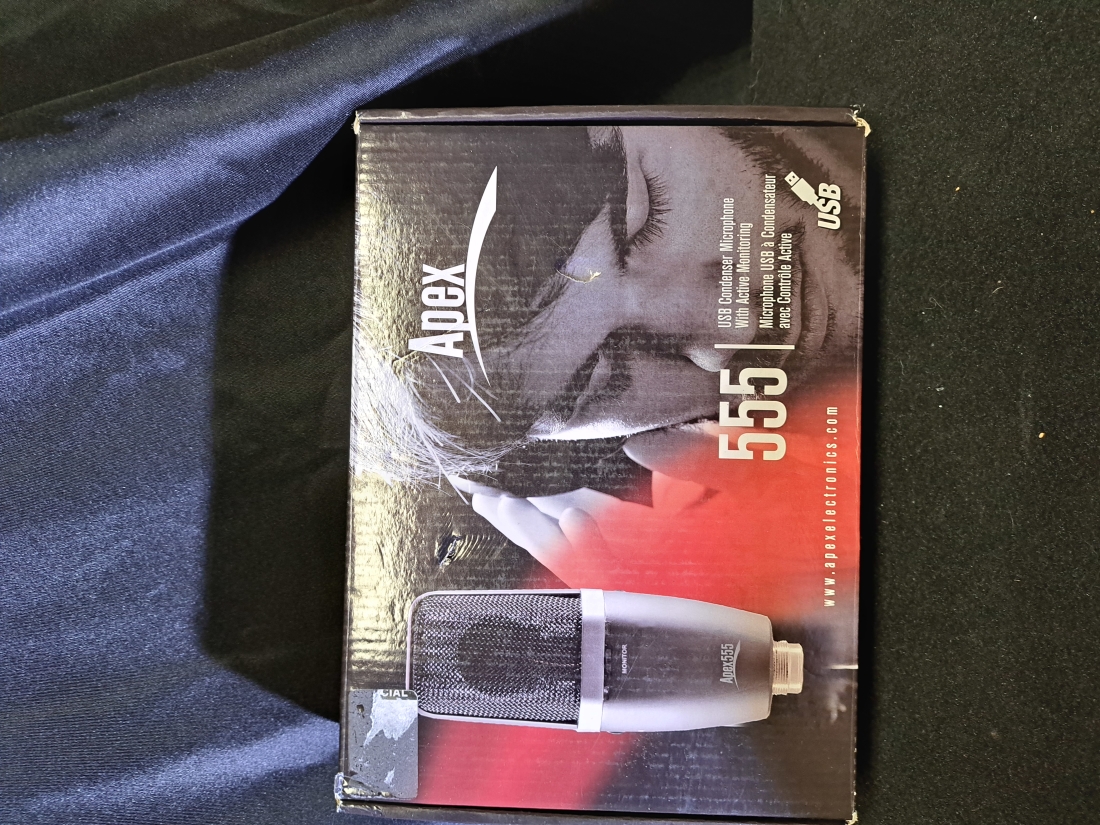 Apex
555
USB Condenser Microphone
With Active Monitoring
Microphone USB à Condensateur
avec Contrôle Active
USB
www.apexelectronics.com
MONITOR
Apex555
CIAL